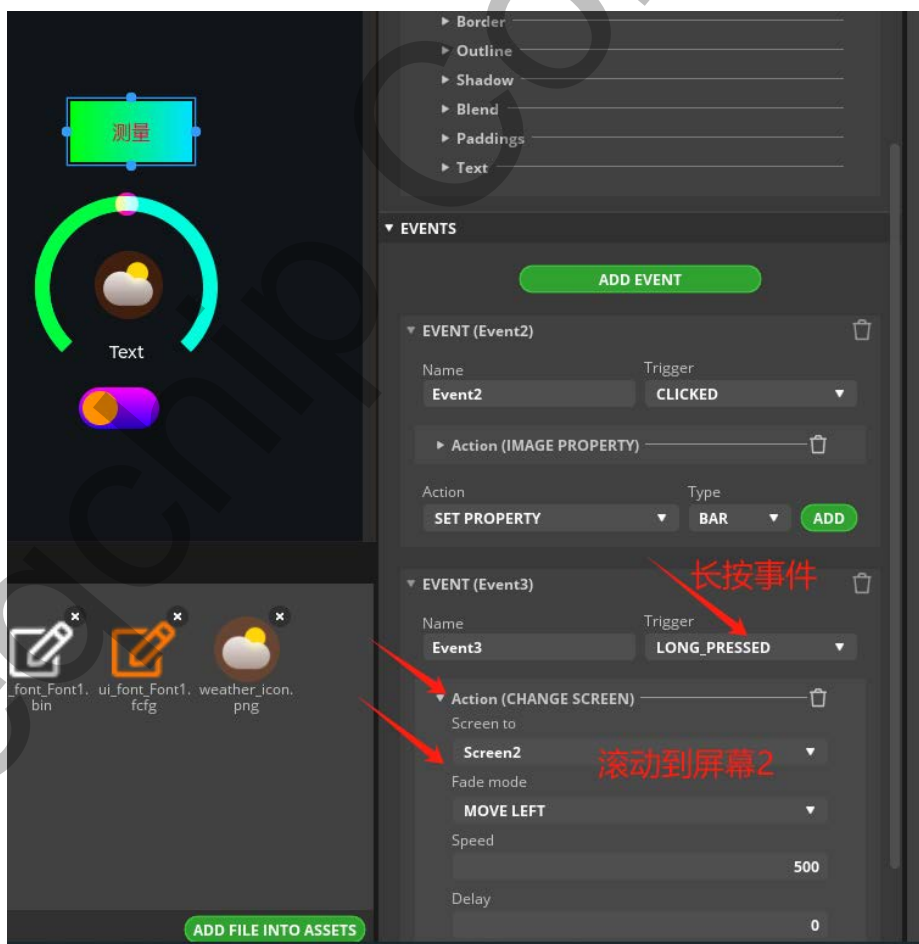 Border
Outline
Shadow
Blend
Paddings
Text
测量
Text
EVENTS
ADD EVENT
EVENT (Event2)
Name
Trigger
Event2
CLICKED
Action (IMAGE PROPERTY)
Action
Type
SET PROPERTY
BAR
ADD
长按事件
EVENT (Event3)
Name
Trigger
Event3
LONG_PRESSED
Action (CHANGE SCREEN)
Screen to
Screen2
滚动到屏幕2
Fade mode
MOVE LEFT
Speed
500
Delay
0
_font_Font1.
bin
ui_font_Font1.
fcfg
weather_icon.
png
ADD FILE INTO ASSETS